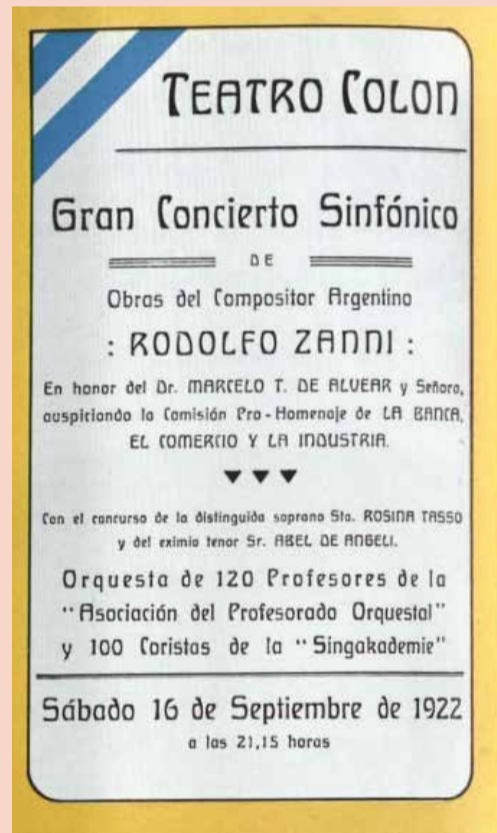 TEATRO COLON
Gran Concierto Sinfónico
DE
Obras del Compositor Argentino
: RODOLFO ZANNI :
En honor del Dr. MARCELO T. DE ALVEAR y Señora,
auspiciando la Comisión Pro-Homenaje de LA BANCA,
EL COMERCIO Y LA INDUSTRIA.
Con el concurso de la distinguida soprano Sta. ROSINA TASSO
y del eximio tenor Sr. ABEL DE ANGELI.
Orquesta de 120 Profesores de la
"Asociación del Profesorado Orquestal"
y 100 Coristas de la "Singakademie"
Sábado 16 de Septiembre de 1922
a las 21,15 horas